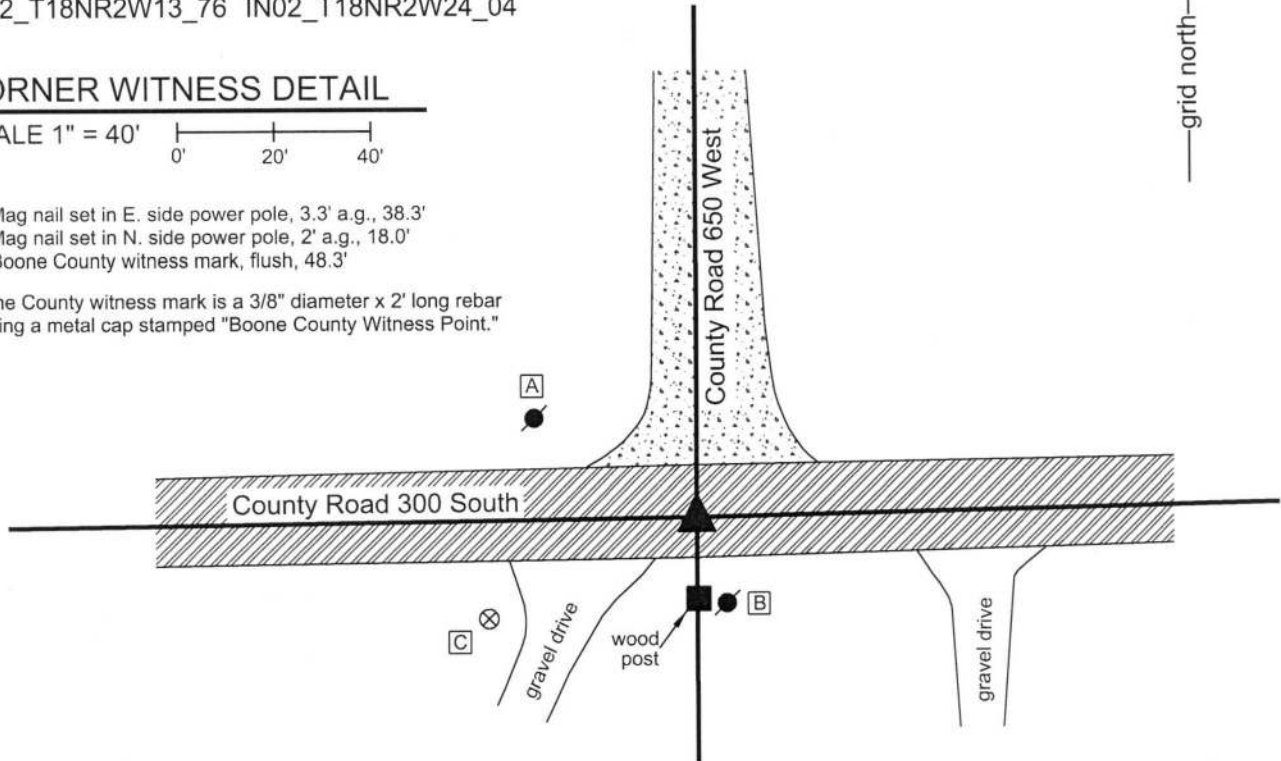 2_T18NR2W13_76 IN02_T18NR2W24_04
ORNER WITNESS DETAIL
ALE 1" = 40'
0' 20' 40'
Mag nail set in E. side power pole, 3.3' a.g., 38.3'
Mag nail set in N. side power pole, 2' a.g., 18.0'
Boone County witness mark, flush, 48.3'
ne County witness mark is a 3/8" diameter x 2' long rebar
ing a metal cap stamped "Boone County Witness Point."
grid north
County Road 650 West
A
County Road 300 South
B
C
wood
post
gravel drive
gravel drive